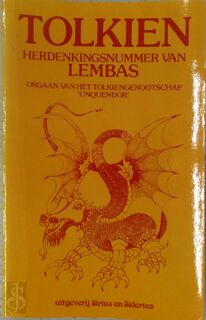 TOLKIEN
HERDENKINGSNUMMER VAN
LEMBAS
ORGAAN VAN HET TOLKIENGENOOTSCHAP
'UNQUENDOR'
uitgeverij Sirius en Siderius